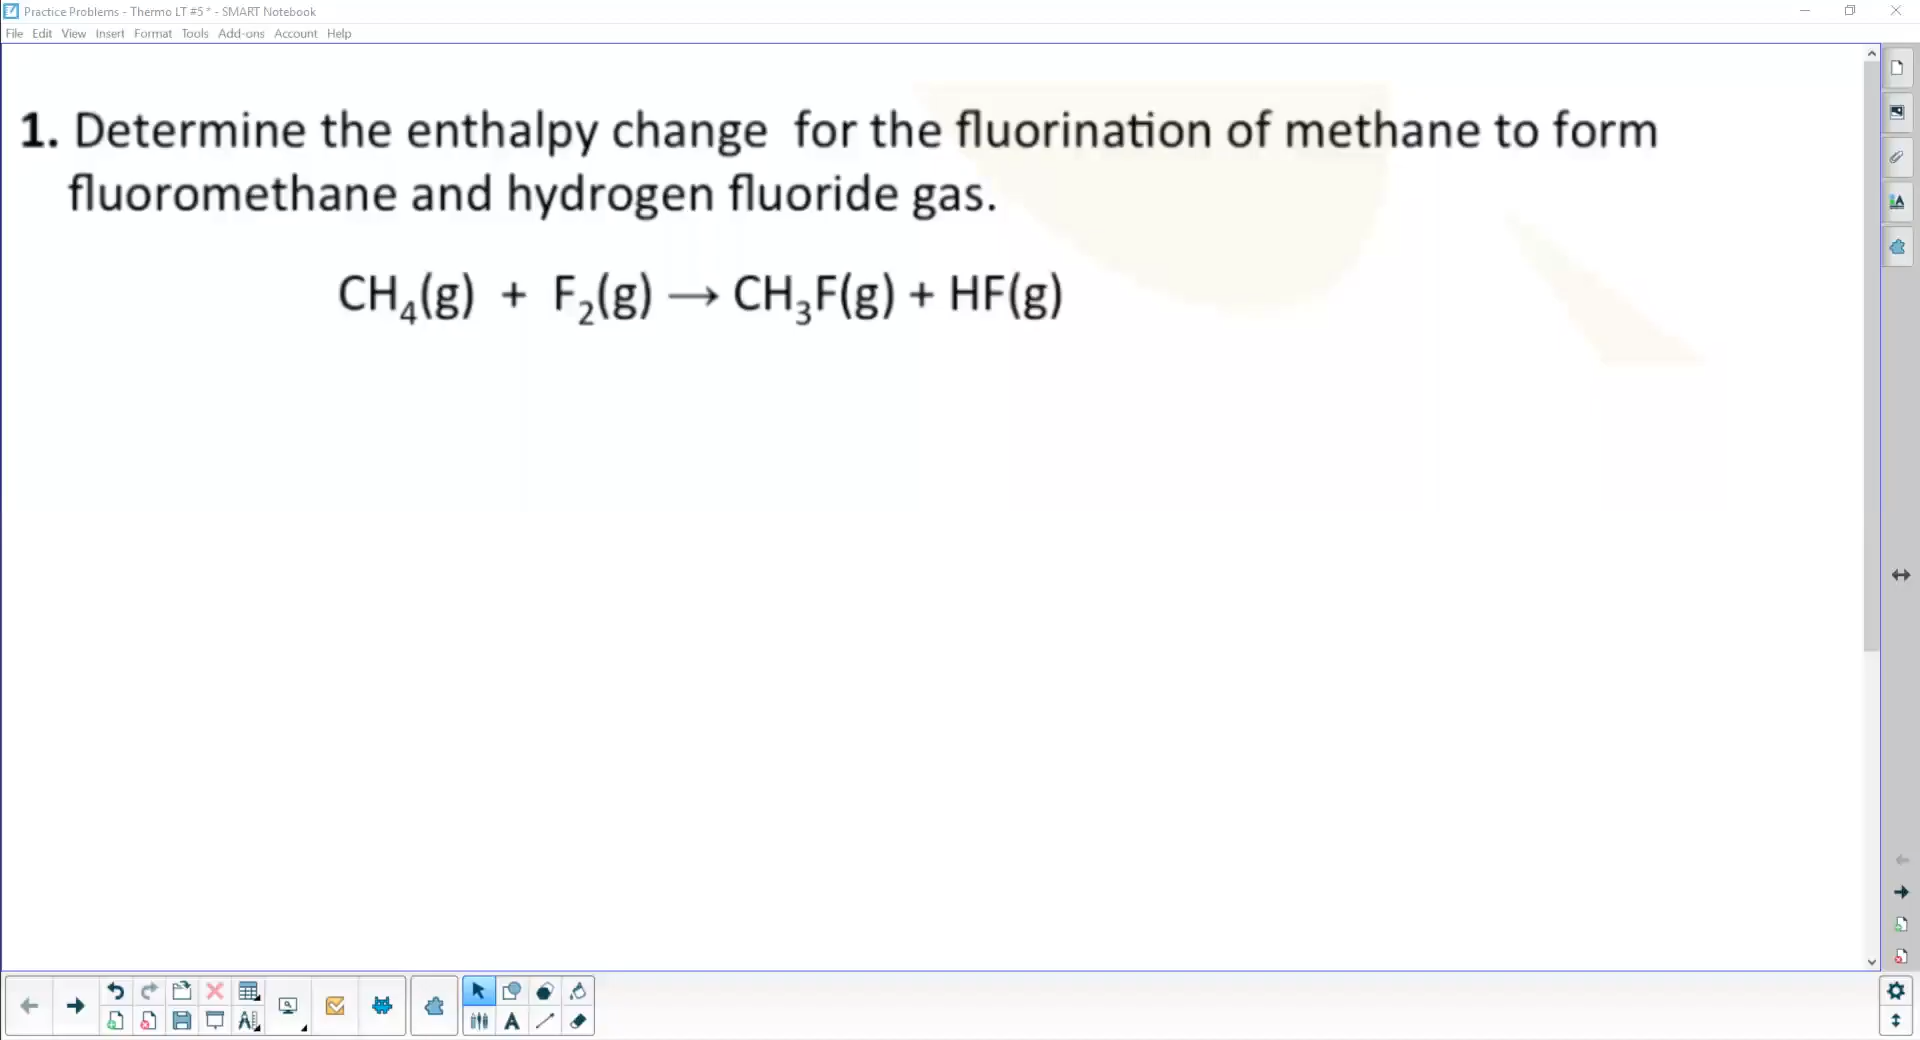 Practice Problems - Thermo LT #5 * - SMART Notebook
File Edit View Insert Format Tools Add-ons Account Help
1. Determine the enthalpy change for the fluorination of methane to form
fluoromethane and hydrogen fluoride gas.
CH₄(g) + F₂(g) → CH₃F(g) + HF(g)